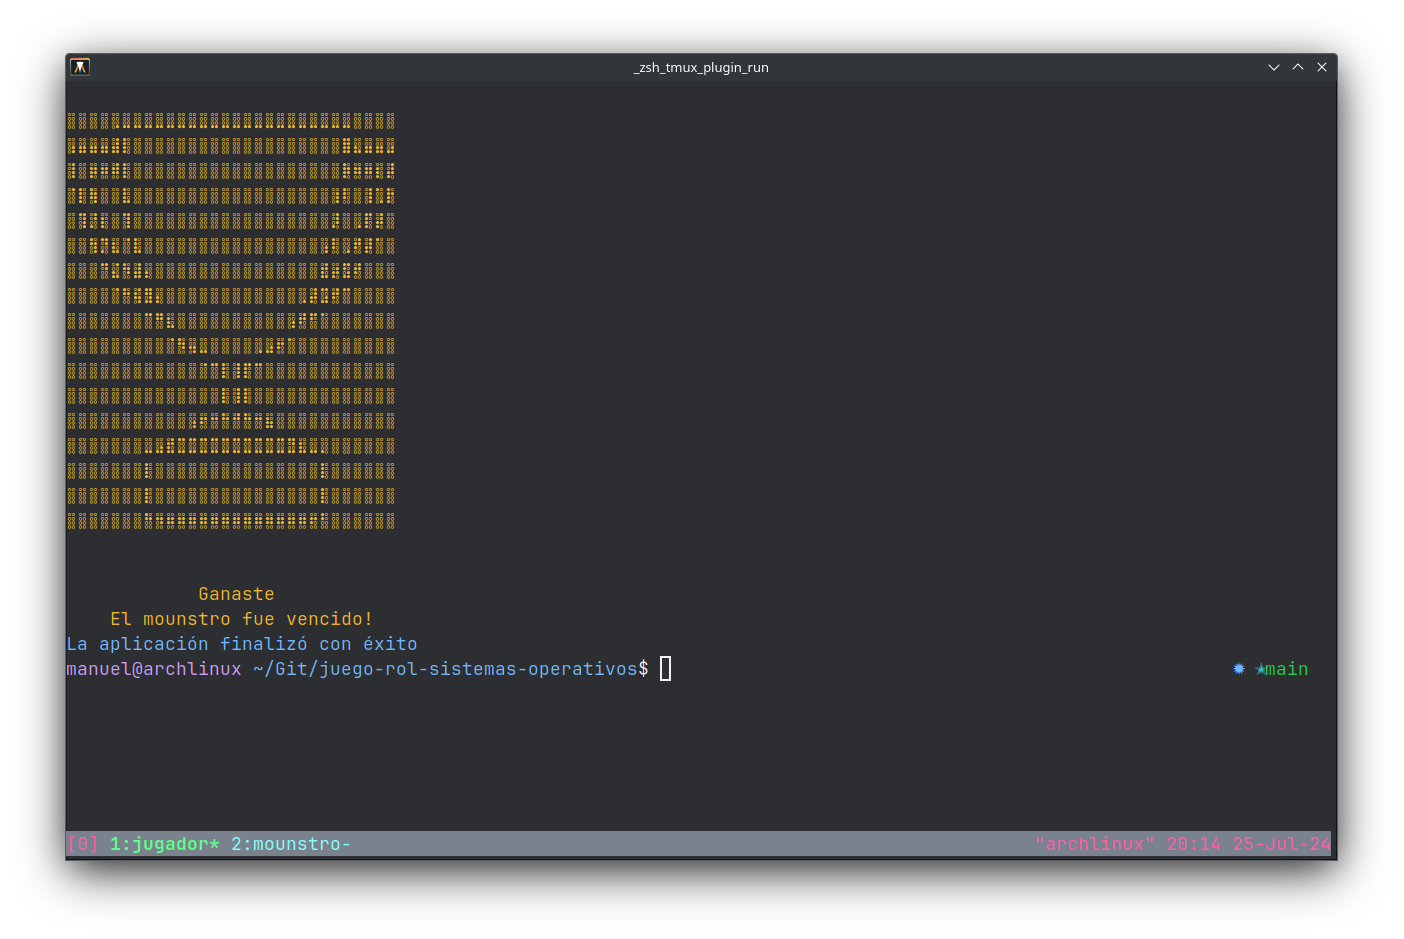 _zsh_tmux_plugin_run
Ganaste
El mounstro fue vencido!
La aplicación finalizó con éxito
manuel@archlinux ~/Git/juego-rol-sistemas-operativos$ main
[0] 1:jugador* 2:mounstro- "archlinux" 20:14 25-Jul-24